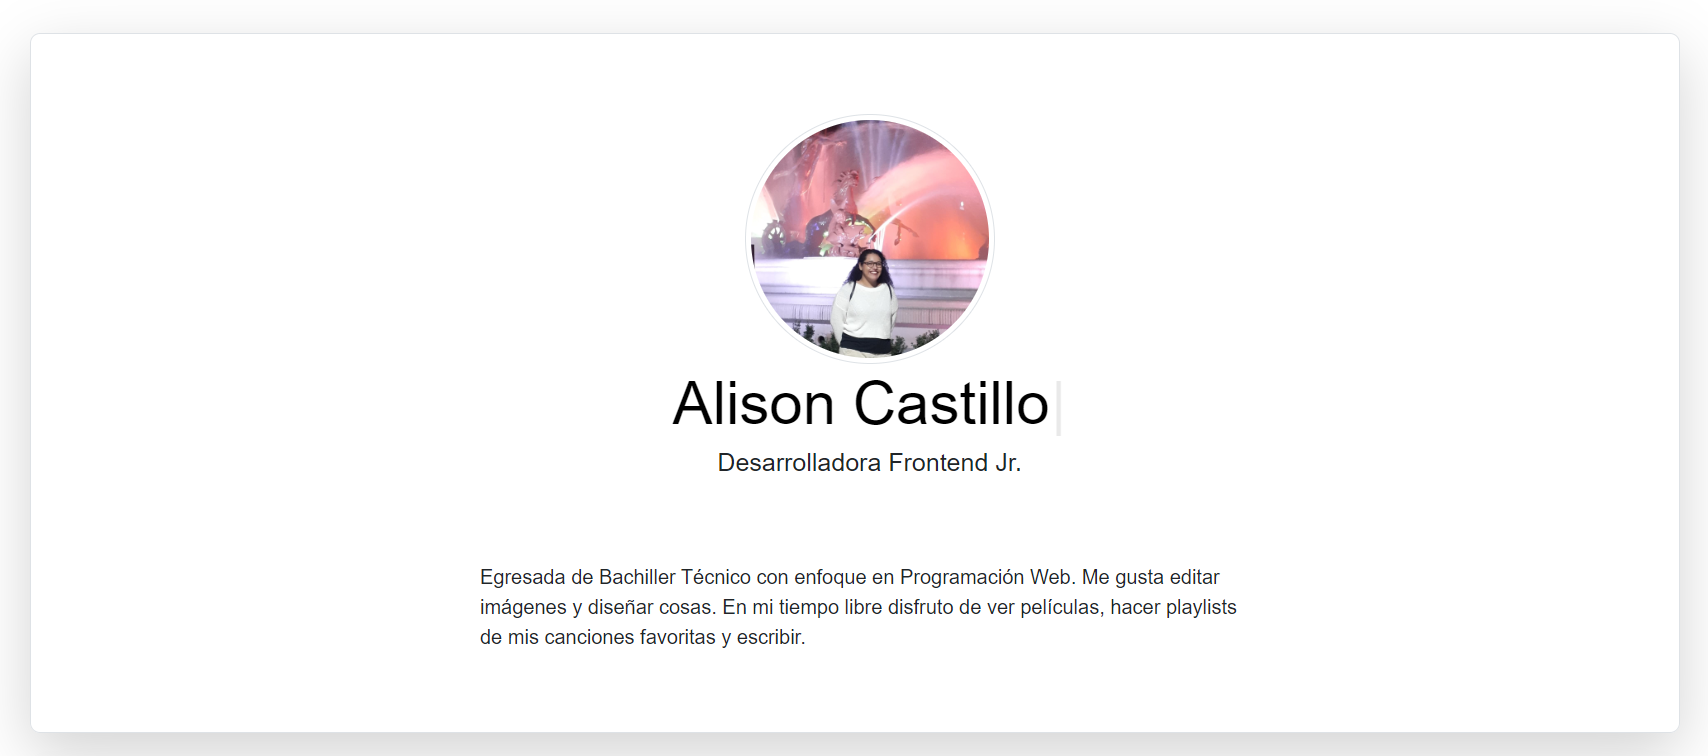 Alison Castillo
Desarrolladora Frontend Jr.
Egresada de Bachiller Técnico con enfoque en Programación Web. Me gusta editar
imágenes y diseñar cosas. En mi tiempo libre disfruto de ver películas, hacer playlists
de mis canciones favoritas y escribir.